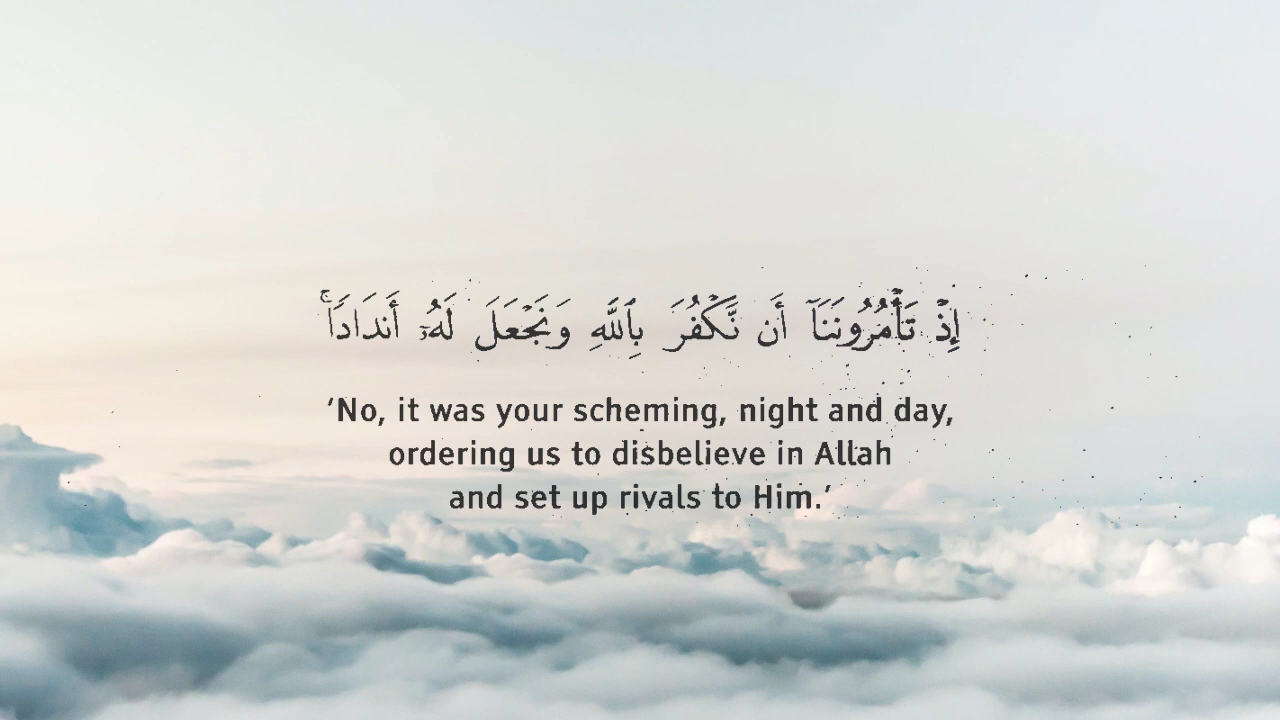 إِذْ تَأْمُرُونَنَآ أَن نَّكْفُرَ بِٱللَّهِ وَنَجْعَلَ لَهُۥٓ أَندَادًاۚ
‘No, it was your scheming, night and day,
ordering us to disbelieve in Allah
and set up rivals to Him.’